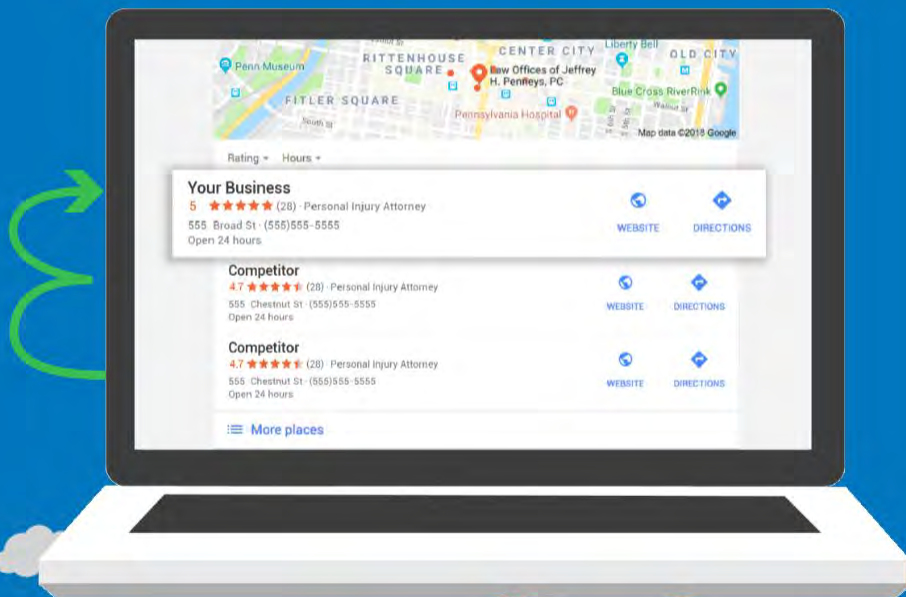 Liberty Bell
RITTENHOUSE
SQUARE
CENTER CITY
OLD CITY
Penn Museum
Law Offices of Jeffrey
H. Penneys, PC
Blue Cross RiverRink
FITLER SQUARE
Walnut St
South St
Pennsylvania Hospital
Map data ©2018 Google
Rating Hours
Your Business
5 ★★★★★ (28) · Personal Injury Attorney
555 Broad St · (555)555-5555
Open 24 hours
WEBSITE DIRECTIONS
Competitor
4.7 ★★★★★ (28) · Personal Injury Attorney
555 Chestnut St · (555)555-5555
Open 24 hours
WEBSITE DIRECTIONS
Competitor
4.7 ★★★★★ (28) · Personal Injury Attorney
555 Chestnut St · (555)555-5555
Open 24 hours
WEBSITE DIRECTIONS
More places